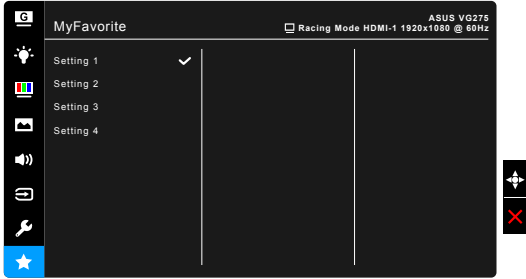 G
MyFavorite
ASUS VG275
Racing Mode HDMI-1 1920x1080 @ 60Hz
Setting 1
Setting 2
Setting 3
Setting 4